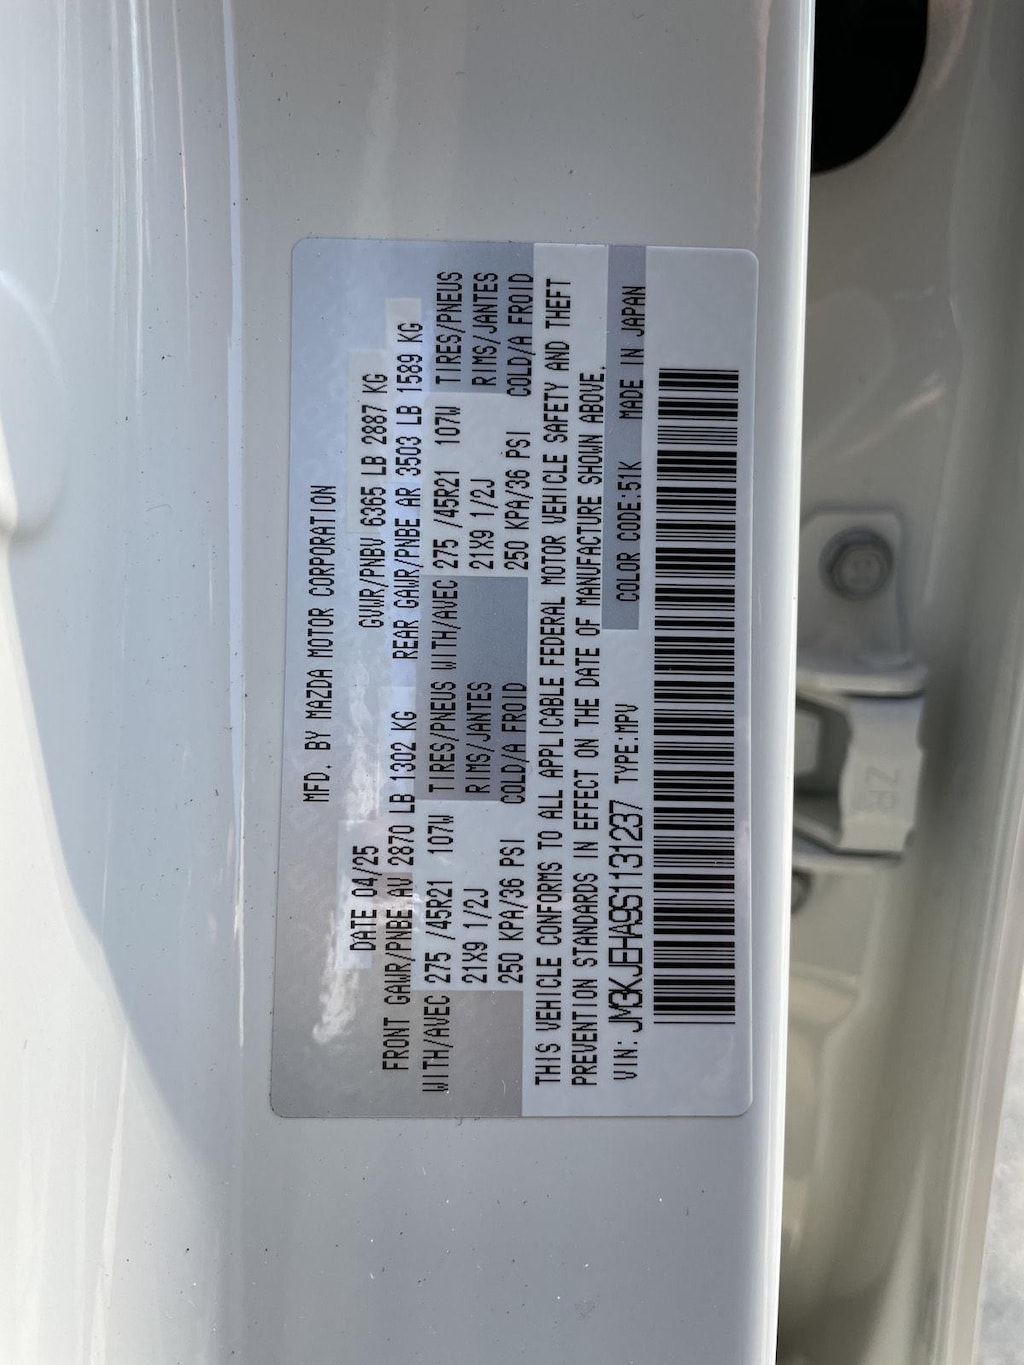 MFD. BY MAZDA MOTOR CORPORATION
DATE 04/25 GVWR/PNBV 6365 LB 2887 KG
FRONT GAWR/PNBE AV 2870 LB 1302 KG REAR GAWR/PNBE AR 3503 LB 1589 KG
WITH/AVEC 275 /45R21 107W TIRES/PNEUS WITH/AVEC 275 /45R21 107W TIRES/PNEUS
21X9 1/2J RIMS/JANTES 21X9 1/2J RIMS/JANTES
250 KPA/36 PSI COLD/A FROID 250 KPA/36 PSI COLD/A FROID
THIS VEHICLE CONFORMS TO ALL APPLICABLE FEDERAL MOTOR VEHICLE SAFETY AND THEFT
PREVENTION STANDARDS IN EFFECT ON THE DATE OF MANUFACTURE SHOWN ABOVE.
VIN: JM3KJEHA9S1131237 TYPE:MPV COLOR CODE:51K MADE IN JAPAN
ZR